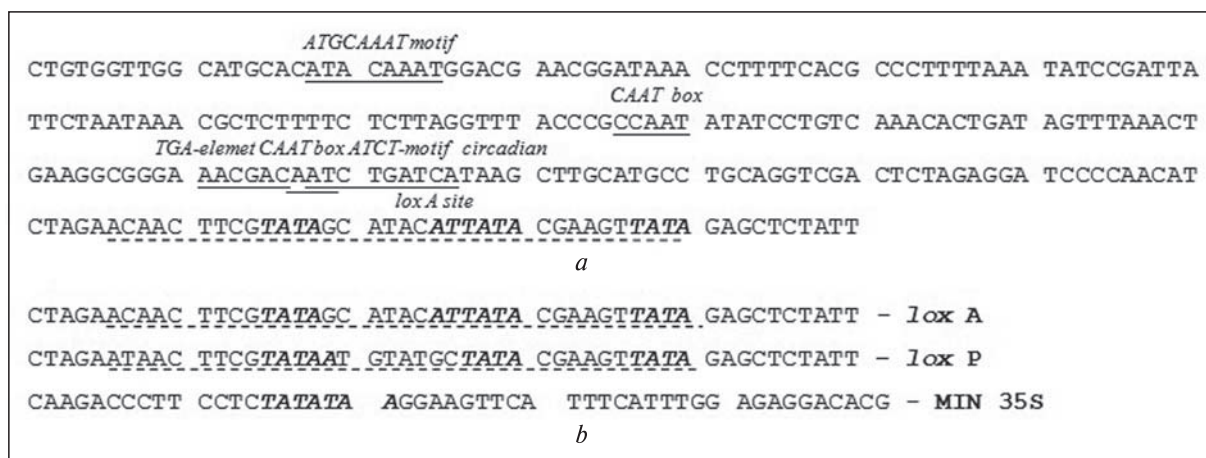 ATGCAAAT motif
CTGTGGTTGG CATGCACATA CAAATGGACG AACGGATAAA CCTTTTCACG CCCTTTTAAA TATCCGATTA
CAAT box
TTCTAATAAA CGCTCTTTTC TCTTAGGTTT ACCCGCCAAT ATATCCTGTC AAACACTGAT AGTTTAAACT
TGA-elemet CAAT box ATCT-motif circadian
GAAGGCGGGA AACGACAATC TGATCATAAG CTTGCATGCC TGCAGGTCGA CTCTAGAGGA TCCCCAACAT
lox A site
CTAGAACAAC TTCGTATAGC ATACATTATA CGAAGTTATA GAGCTCTATT
a
CTAGAACAAC TTCGTATAGC ATACATTATA CGAAGTTATA GAGCTCTATT – lox A
CTAGAATAAC TTCGTATAAT GTATGCTATA CGAAGTTATA GAGCTCTATT – lox P
CAAGACCCTT CCTCTATATA AGGAAGTTCA TTTCATTTGG AGAGGACACG – MIN 35S
b